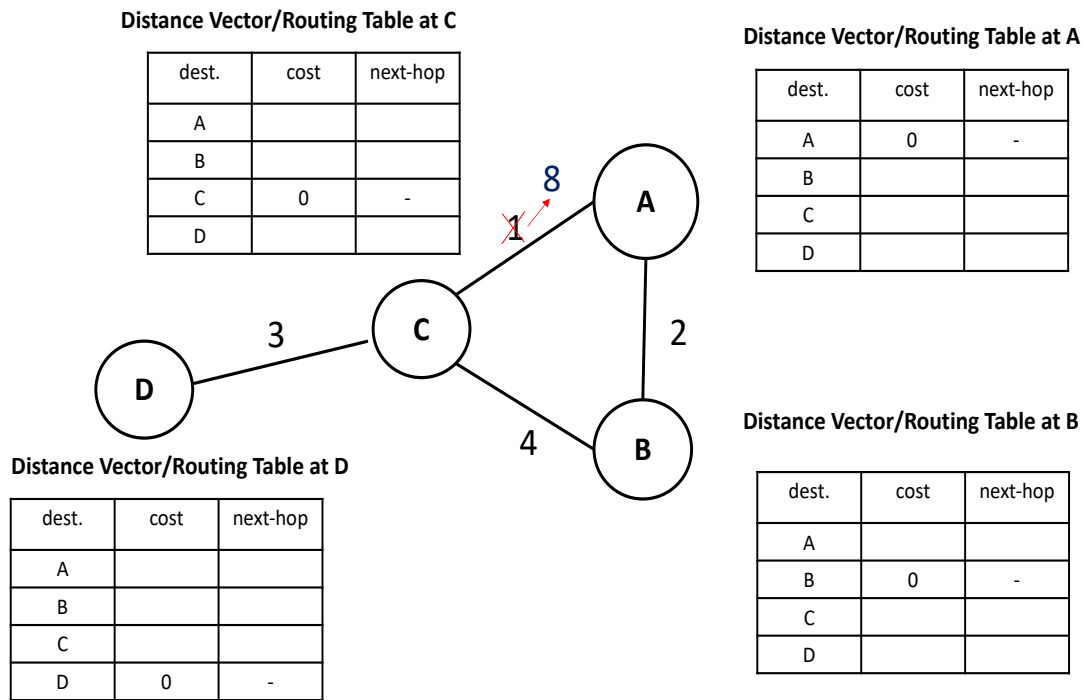 Distance Vector/Routing Table at C
dest. cost next-hop
A
B
C 0 -
D
Distance Vector/Routing Table at A
dest. cost next-hop
A 0 -
B
C
D
8
1
A
3
C
2
D
4
B
Distance Vector/Routing Table at D
dest. cost next-hop
A
B
C
D 0 -
Distance Vector/Routing Table at B
dest. cost next-hop
A
B 0 -
C
D